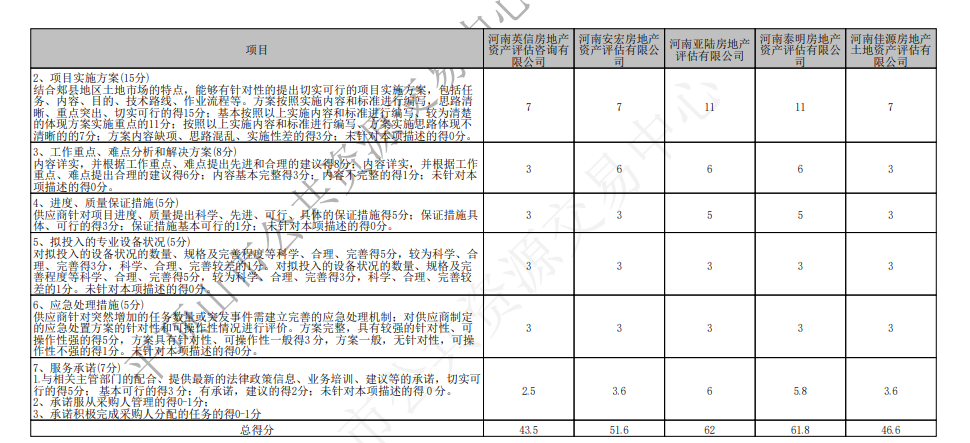 项目
河南英信房地产
资产评估咨询有
限公司
河南安宏房地产
资产评估有限公
司
河南亚陆房地产
评估有限公司
河南泰明房地产
资产评估有限公
司
河南佳源房地产
土地资产评估有
限公司
2、项目实施方案(15分)
结合郏县地区土地市场的特点，能够有针对性的提出切实可行的项目实施方案，包括任
务、内容、目的、技术路线、作业流程等。方案按照实施内容和标准进行编写，思路清
晰、重点突出、切实可行的得15分；基本按照以上实施内容和标准进行编写、较为清楚
的体现方案实施重点的11分；按照以上实施内容和标准进行编写、方案实施思路体现不
清晰的的7分；方案内容缺项、思路混乱、实施性差的得3分；未针对本项描述的得0分。
7 7 11 11 7
3、工作重点、难点分析和解决方案(8分)
内容详实，并根据工作重点、难点提出先进和合理的建议得8分；内容详实，并根据工作
重点、难点提出合理的建议得6分；内容基本完整得3分；内容不完整的得1分；未针对本
项描述的得0分。
3 6 6 6 3
4、进度、质量保证措施(5分)
供应商针对项目进度、质量提出科学、先进、可行、具体的保证措施得5分；保证措施具
体、可行的得3分；保证措施基本可行的1分；未针对本项描述的得0分。
3 3 5 5 3
5、拟投入的专业设备状况(5分)
对拟投入的设备状况的数量、规格及完善程度等科学、合理、完善得5分，较为科学、合
理、完善得3分，科学、合理、完善较差的1分。对拟投入的设备状况的数量、规格及完
善程度等科学、合理、完善得5分，较为科学、合理、完善得3分，科学、合理、完善较
差的1分。未针对本项描述的得0分。
3 3 3 3 3
6、应急处理措施(5分)
供应商针对突然增加的任务数量或突发事件需建立完善的应急处理机制；对供应商制定
的应急处置方案的针对性和可操作性情况进行评价。方案完整，具有较强的针对性、可
操作性强的得5分，方案具有针对性、可操作性一般得3 分，方案一般，无针对性，可操
作性不强的得1分。未针对本项描述的得0分。
3 3 3 3 3
7、服务承诺(7分)
1.与相关主管部门的配合、提供最新的法律政策信息、业务培训、建议等的承诺，切实可
行的得5分； 基本可行的得3 分；有承诺，建议的得2分；未针对本项描述的得 0 分。
2、承诺服从采购人管理的得0-1分；
3、承诺积极完成采购人分配的任务的得0-1分
2.5 3.6 6 5.8 3.6
总得分 43.5 51.6 62 61.8 46.6
平顶山市公共资源交易中心
市公共资源交易中心